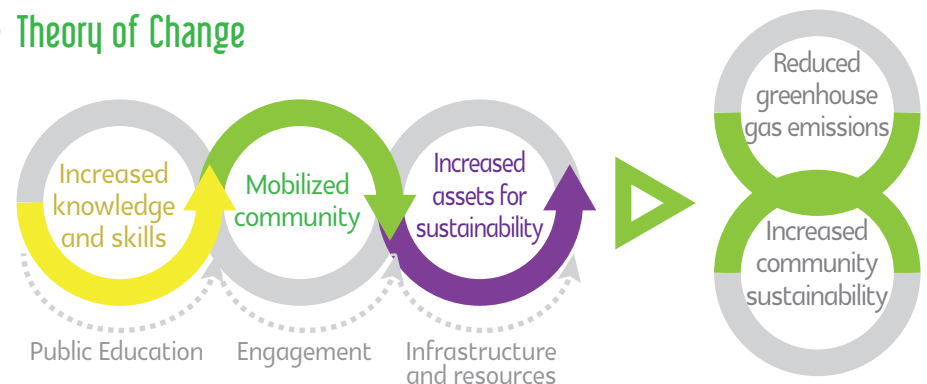 Theory of Change
Increased
knowledge
and skills
Mobilized
community
Increased
assets for
sustainability
Public Education
Engagement
Infrastructure
and resources
Reduced
greenhouse
gas emissions
Increased
community
sustainability